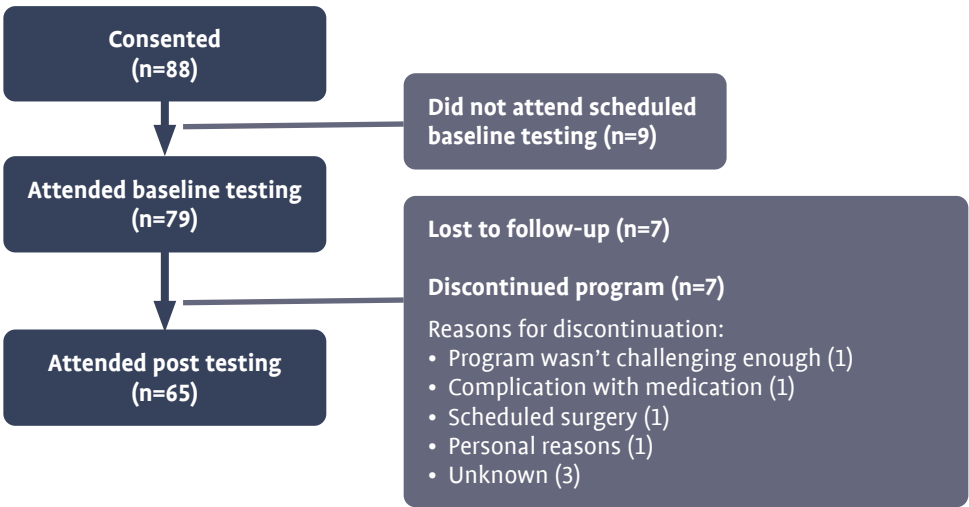 Consented
(n=88)
Did not attend scheduled
baseline testing (n=9)
Attended baseline testing
(n=79)
Lost to follow-up (n=7)
Discontinued program (n=7)
Reasons for discontinuation:
• Program wasn’t challenging enough (1)
• Complication with medication (1)
• Scheduled surgery (1)
• Personal reasons (1)
• Unknown (3)
Attended post testing
(n=65)